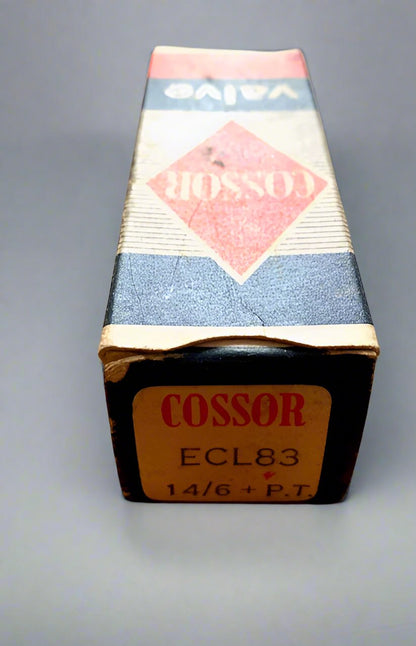 valve
COSSOR
COSSOR
ECL83
14/6 + P.T.